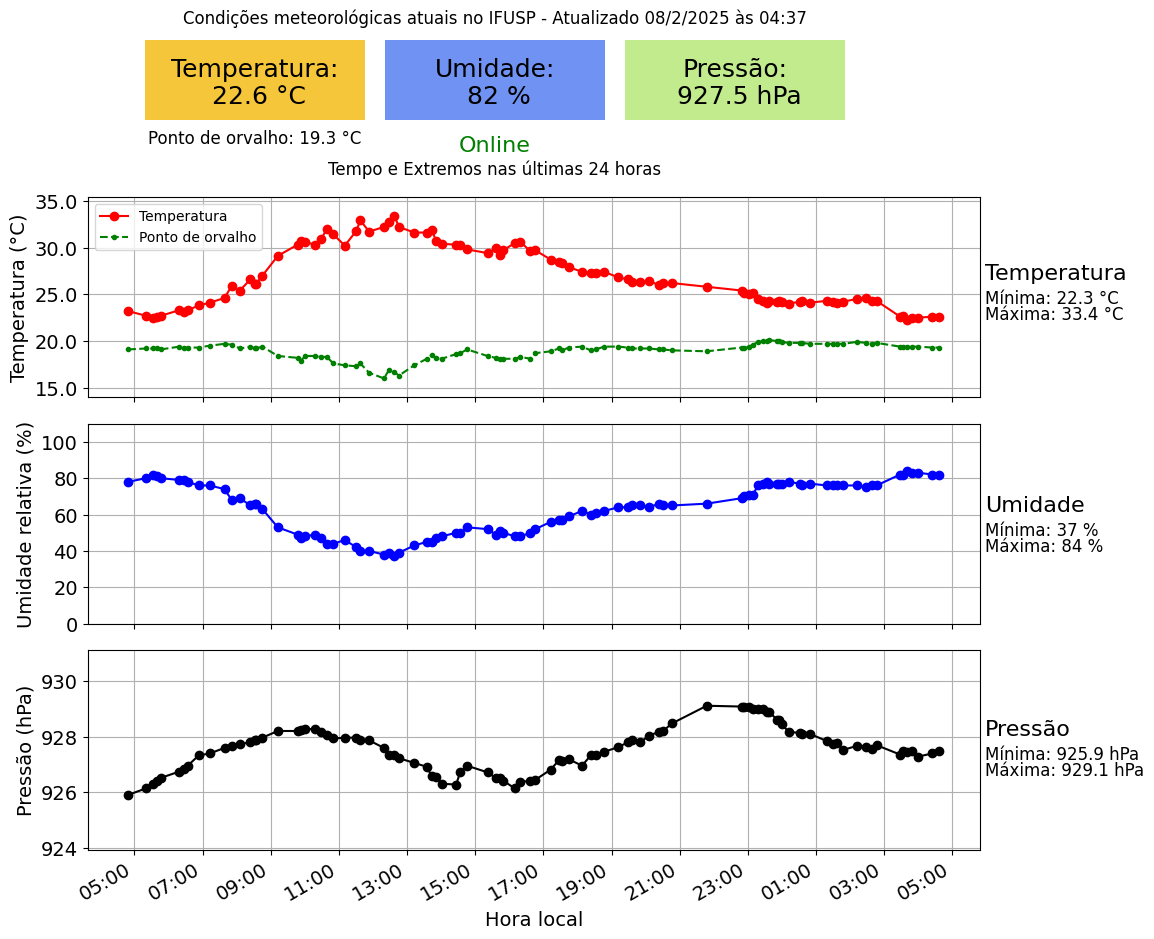 Condições meteorológicas atuais no IFUSP - Atualizado 08/2/2025 às 04:37
Temperatura:
22.6 °C
Umidade:
82 %
Pressão:
927.5 hPa
Ponto de orvalho: 19.3 °C
Online
Tempo e Extremos nas últimas 24 horas
Temperatura (°C)
35.0
30.0
25.0
20.0
15.0
Temperatura
Ponto de orvalho
Temperatura
Mínima: 22.3 °C
Máxima: 33.4 °C
Umidade relativa (%)
100
80
60
40
20
0
Umidade
Mínima: 37 %
Máxima: 84 %
Pressão (hPa)
930
928
926
924
Pressão
Mínima: 925.9 hPa
Máxima: 929.1 hPa
05:00 07:00 09:00 11:00 13:00 15:00 17:00 19:00 21:00 23:00 01:00 03:00 05:00
Hora local